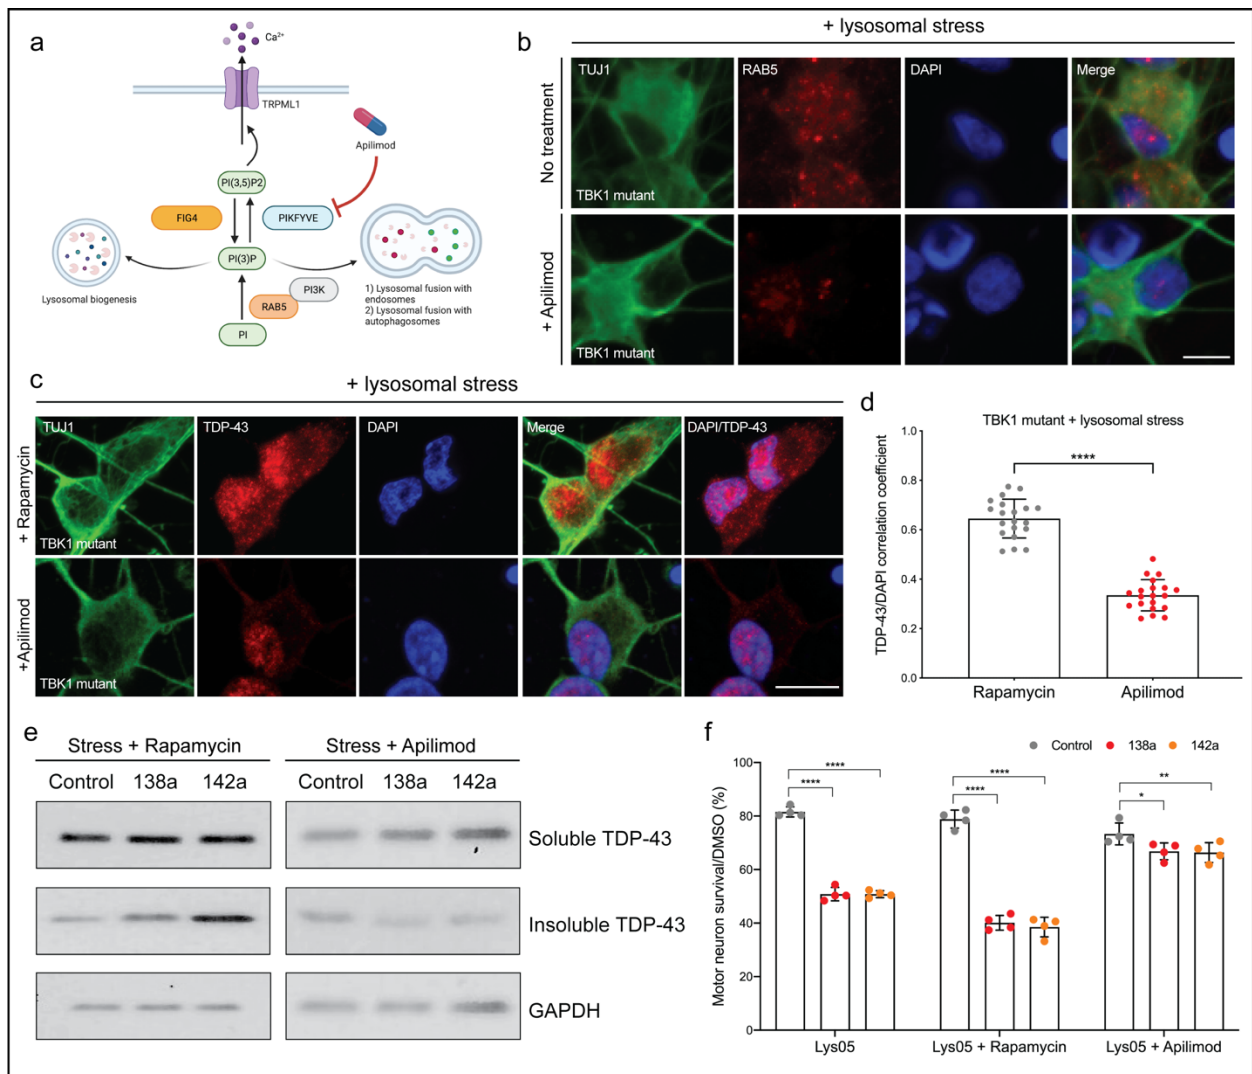 a
Ca²⁺
TRPML1
Apilimod
PI(3,5)P2
FIG4
PIKFYVE
PI(3)P
Lysosomal biogenesis
PI3K
RAB5
PI
1) Lysosomal fusion with
endosomes
2) Lysosomal fusion with
autophagosomes
b
+ lysosomal stress
No treatment
TUJ1
RAB5
DAPI
Merge
TBK1 mutant
+ Apilimod
TBK1 mutant
c
+ lysosomal stress
+ Rapamycin
TUJ1
TDP-43
DAPI
Merge
DAPI/TDP-43
TBK1 mutant
+Apilimod
TBK1 mutant
d
TBK1 mutant + lysosomal stress
TDP-43/DAPI correlation coefficient
1.0
0.8
0.6
0.4
0.2
0.0
****
Rapamycin
Apilimod
e
Stress + Rapamycin
Stress + Apilimod
Control 138a 142a
Control 138a 142a
Soluble TDP-43
Insoluble TDP-43
GAPDH
f
Control 138a 142a
Motor neuron survival/DMSO (%)
100
80
60
40
20
0
****
****
****
****
**
*
Lys05
Lys05 + Rapamycin
Lys05 + Apilimod